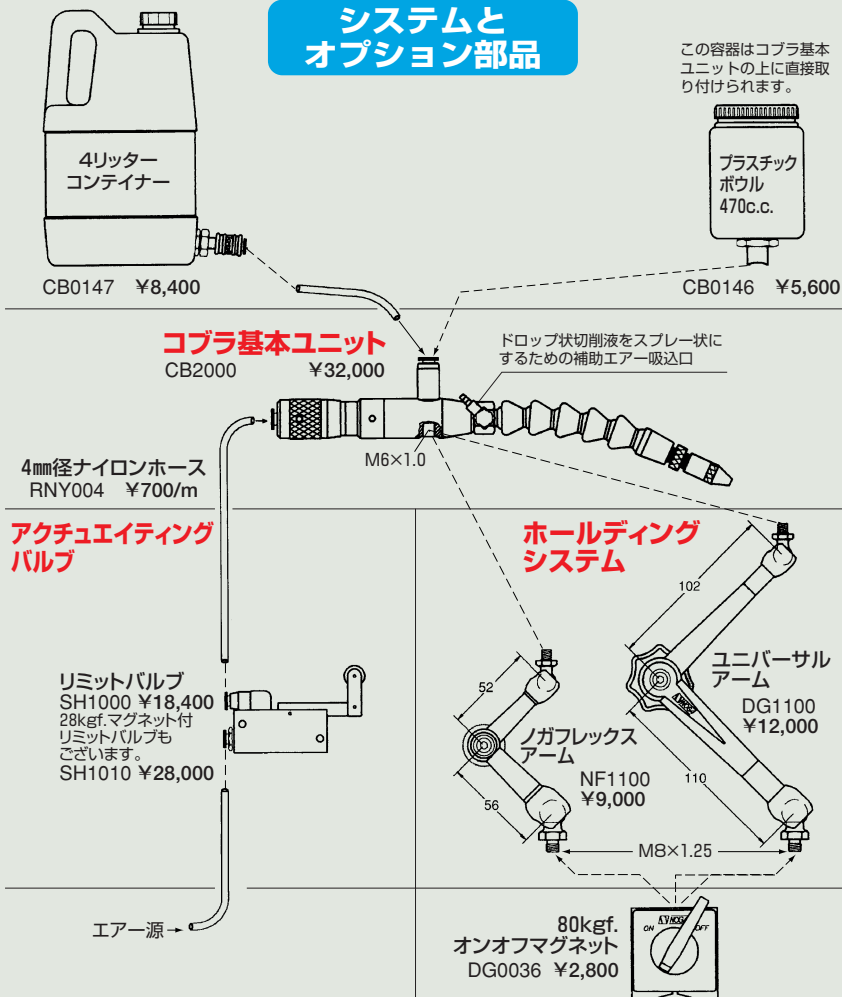 システムと
オプション部品
この容器はコブラ基本
ユニットの上に直接取
り付けられます。
4リッター
コンテイナー
プラスチック
ボウル
470c.c.
CB0147 ¥8,400
CB0146 ¥5,600
コブラ基本ユニット
CB2000 ¥32,000
ドロップ状切削液をスプレー状に
するための補助エアー吸込口
M6×1.0
4㎜径ナイロンホース
RNY004 ¥700/m
アクチュエイティング
バルブ
リミットバルブ
SH1000 ¥18,400
28kgf.マグネット付
リミットバルブも
ございます。
SH1010 ¥28,000
エアー源
ホールディング
システム
102
52
ユニバーサル
アーム
DG1100
¥12,000
NOGA
ノガフレックス
アーム
NF1100
¥9,000
56
110
M8×1.25
80kgf.
オンオフマグネット
DG0036 ¥2,800
NOGA
ON OFF